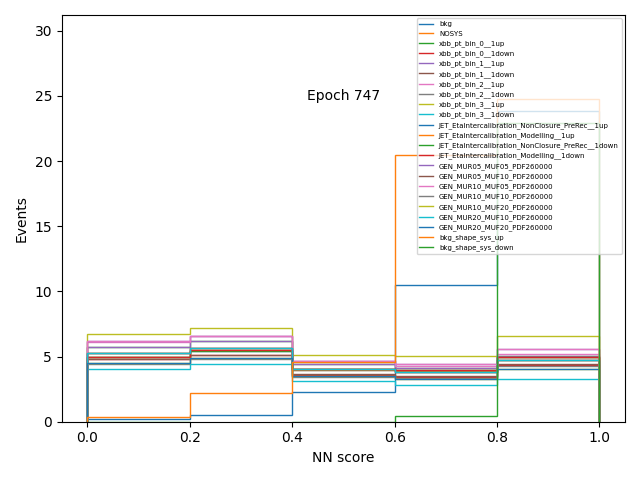 30
25
20
15
10
5
0
Events
Epoch 747
bkg
NOSYS
xbb_pt_bin_0__1up
xbb_pt_bin_0__1down
xbb_pt_bin_1__1up
xbb_pt_bin_1__1down
xbb_pt_bin_2__1up
xbb_pt_bin_2__1down
xbb_pt_bin_3__1up
xbb_pt_bin_3__1down
JET_EtaIntercalibration_NonClosure_PreRec__1up
JET_EtaIntercalibration_Modelling__1up
JET_EtaIntercalibration_NonClosure_PreRec__1down
JET_EtaIntercalibration_Modelling__1down
GEN_MUR05_MUF05_PDF260000
GEN_MUR05_MUF10_PDF260000
GEN_MUR10_MUF05_PDF260000
GEN_MUR10_MUF10_PDF260000
GEN_MUR10_MUF20_PDF260000
GEN_MUR20_MUF10_PDF260000
GEN_MUR20_MUF20_PDF260000
bkg_shape_sys_up
bkg_shape_sys_down
0.0 0.2 0.4 0.6 0.8 1.0
NN score